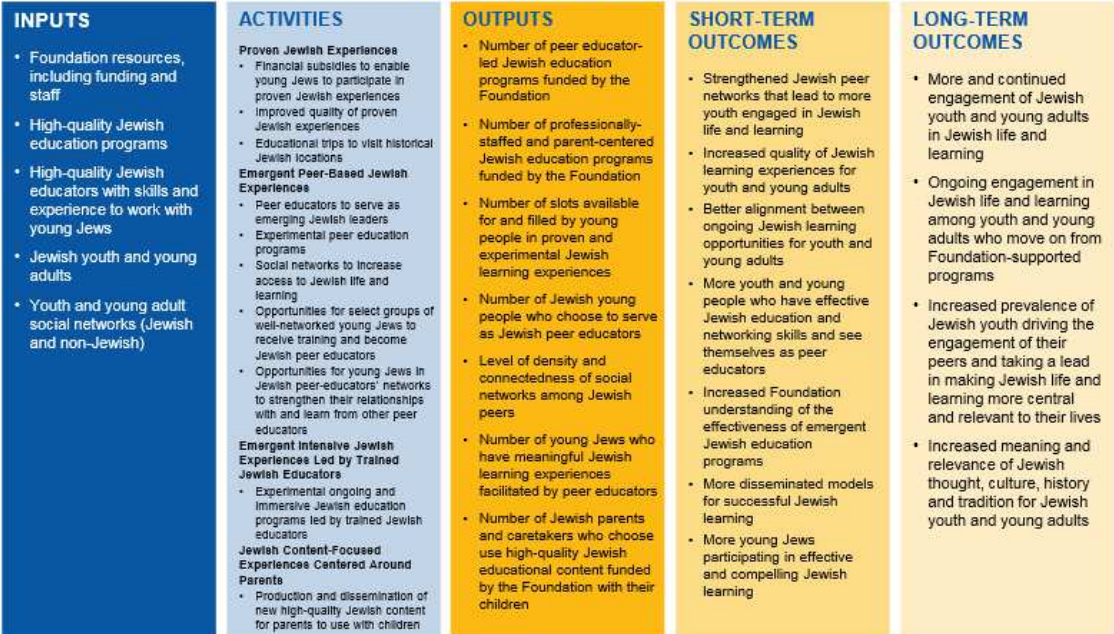 INPUTS
• Foundation resources,
including funding and
staff
• High-quality Jewish
education programs
• High-quality Jewish
educators with skills and
experience to work with
young Jews
• Jewish youth and young
adults
• Youth and young adult
social networks (Jewish
and non-Jewish)
ACTIVITIES
Proven Jewish Experiences
• Financial subsidies to enable
young Jews to participate in
proven Jewish experiences
• Improved quality of proven
Jewish experiences
• Educational trips to visit historical
Jewish locations
Emergent Peer-Based Jewish
Experiences
• Peer educators to serve as
emerging Jewish leaders
• Experimental peer education
programs
• Social networks to increase
access to Jewish life and
learning
• Opportunities for select groups of
well-networked young Jews to
receive training and become
Jewish peer educators
• Opportunities for young Jews in
Jewish peer-educators' networks
to strengthen their relationships
with and learn from other peer
educators
Emergent Intensive Jewish
Experiences Led by Trained
Jewish Educators
• Experimental ongoing and
immersive Jewish education
programs led by trained Jewish
educators
Jewish Content-Focused
Experiences Centered Around
Parents
• Production and dissemination of
new high-quality Jewish content
for parents to use with children
OUTPUTS
• Number of peer educator-
led Jewish education
programs funded by the
Foundation
• Number of professionally-
staffed and parent-centered
Jewish education programs
funded by the Foundation
• Number of slots available
for and filled by young
people in proven and
experimental Jewish
learning experiences
• Number of Jewish young
people who choose to serve
as Jewish peer educators
• Level of density and
connectedness of social
networks among Jewish
peers
• Number of young Jews who
have meaningful Jewish
learning experiences
facilitated by peer educators
• Number of Jewish parents
and caretakers who choose
use high-quality Jewish
educational content funded
by the Foundation with their
children
SHORT-TERM
OUTCOMES
• Strengthened Jewish peer
networks that lead to more
youth engaged in Jewish
life and learning
• Increased quality of Jewish
learning experiences for
youth and young adults
• Better alignment between
ongoing Jewish learning
opportunities for youth and
young adults
• More youth and young
people who have effective
Jewish education and
networking skills and see
themselves as peer
educators
• Increased Foundation
understanding of the
effectiveness of emergent
Jewish education
programs
• More disseminated models
for successful Jewish
learning
• More young Jews
participating in effective
and compelling Jewish
learning
LONG-TERM
OUTCOMES
• More and continued
engagement of Jewish
youth and young adults
in Jewish life and
learning
• Ongoing engagement in
Jewish life and learning
among youth and young
adults who move on from
Foundation-supported
programs
• Increased prevalence of
Jewish youth driving the
engagement of their
peers and taking a lead
in making Jewish life and
learning more central
and relevant to their lives
• Increased meaning and
relevance of Jewish
thought, culture, history
and tradition for Jewish
youth and young adults